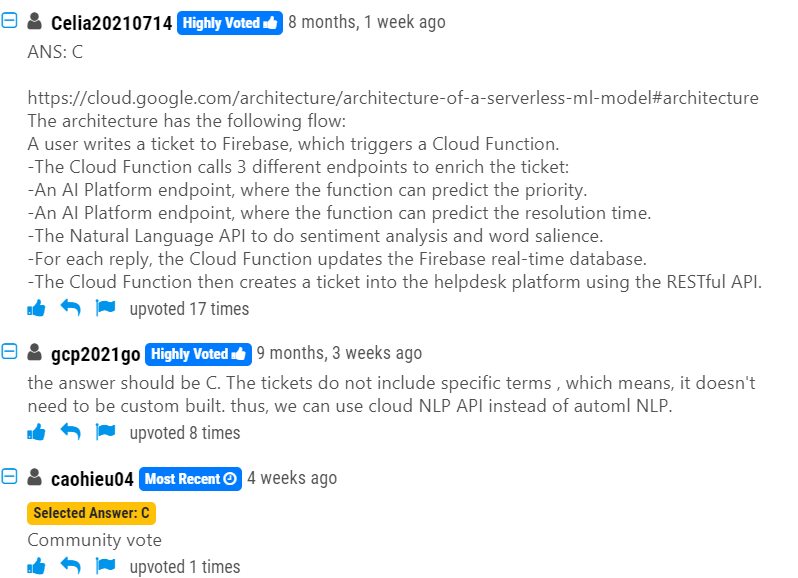 Celia20210714 Highly Voted 8 months, 1 week ago
ANS: C
https://cloud.google.com/architecture/architecture-of-a-serverless-ml-model#architecture
The architecture has the following flow:
A user writes a ticket to Firebase, which triggers a Cloud Function.
-The Cloud Function calls 3 different endpoints to enrich the ticket:
-An AI Platform endpoint, where the function can predict the priority.
-An AI Platform endpoint, where the function can predict the resolution time.
-The Natural Language API to do sentiment analysis and word salience.
-For each reply, the Cloud Function updates the Firebase real-time database.
-The Cloud Function then creates a ticket into the helpdesk platform using the RESTful API.
upvoted 17 times
gcp2021go Highly Voted 9 months, 3 weeks ago
the answer should be C. The tickets do not include specific terms , which means, it doesn't
need to be custom built. thus, we can use cloud NLP API instead of automl NLP.
upvoted 8 times
caohieu04 Most Recent 4 weeks ago
Selected Answer: C
Community vote
upvoted 1 times